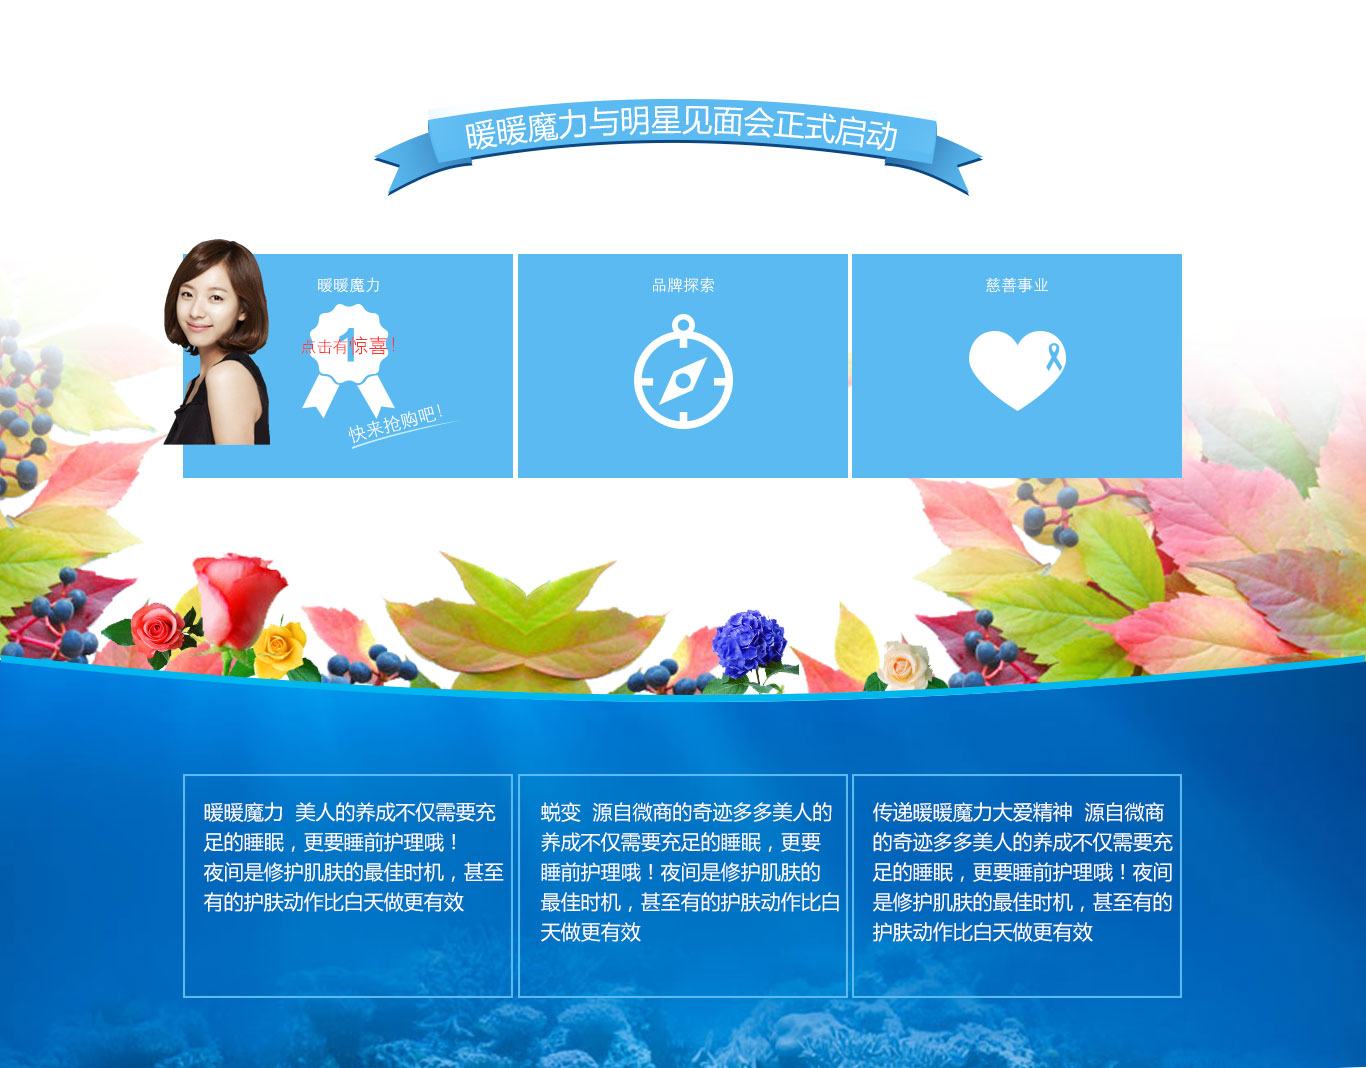 暖暖魔力与明星见面会正式启动
暖暖魔力
1
点击有惊喜!
快来抢购吧!
品牌探索
慈善事业
暖暖魔力  美人的养成不仅需要充
足的睡眠，更要睡前护理哦！
夜间是修护肌肤的最佳时机，甚至
有的护肤动作比白天做更有效
蜕变  源自微商的奇迹多多美人的
养成不仅需要充足的睡眠，更要
睡前护理哦！夜间是修护肌肤的
最佳时机，甚至有的护肤动作比白
天做更有效
传递暖暖魔力大爱精神  源自微商
的奇迹多多美人的养成不仅需要充
足的睡眠，更要睡前护理哦！夜间
是修护肌肤的最佳时机，甚至有的
护肤动作比白天做更有效